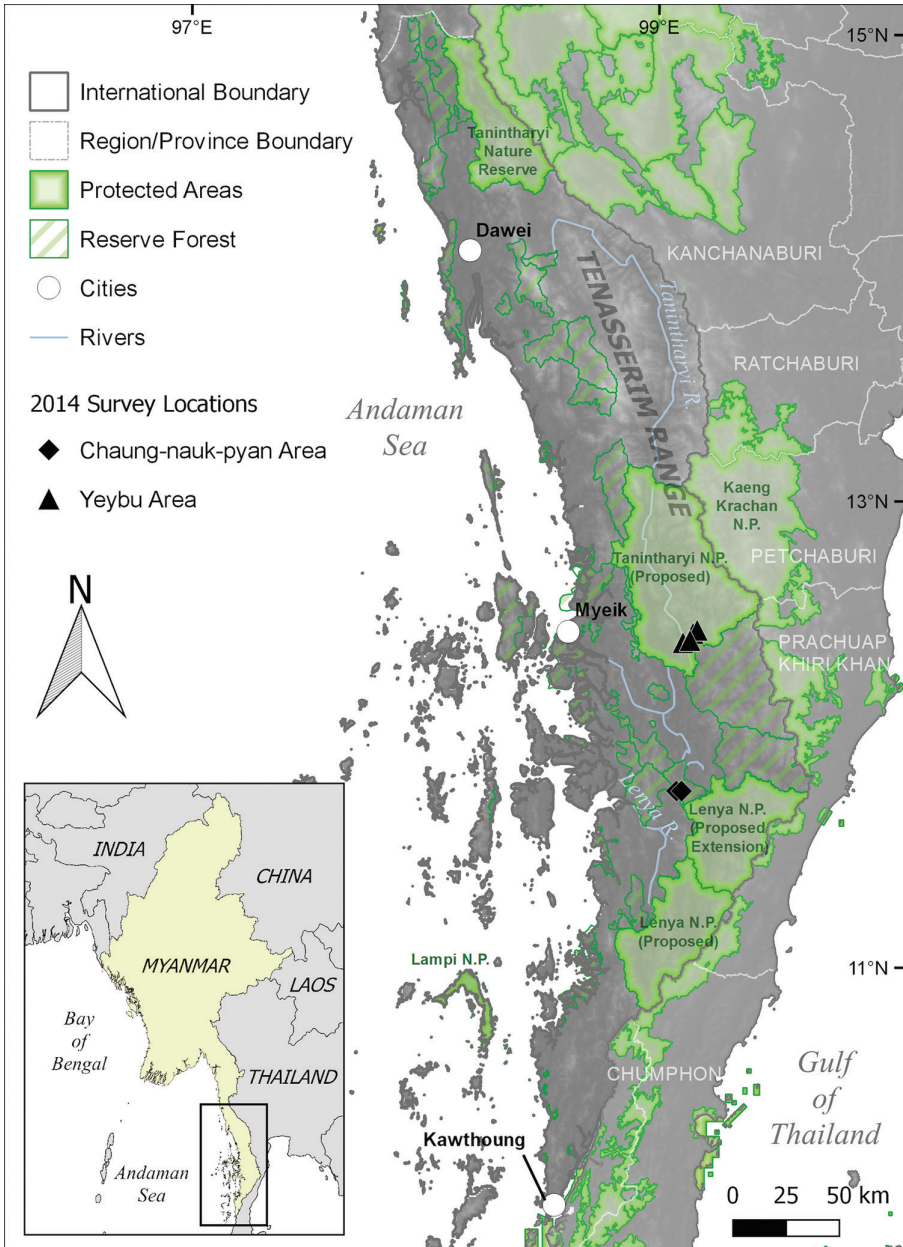 97°E
99°E
15°N
International Boundary
Region/Province Boundary
Protected Areas
Reserve Forest
Cities
Rivers
2014 Survey Locations
Chaung-nauk-pyan Area
Yeybu Area
N
Tanintharyi
Nature
Reserve
Dawei
KANCHANABURI
TENASSERIM RANGE
Tanintharyi R.
RATCHABURI
Andaman
Sea
Kaeng
Krachan
N.P.
13°N
PETCHABURI
Tanintharyi N.P.
(Proposed)
Myeik
PRACHUAP
KHIRI KHAN
Lenya R.
Lenya N.P.
(Proposed
Extension)
Lenya N.P.
(Proposed)
Lampi N.P.
11°N
CHUMPHON
Gulf
of
Thailand
Kawthoung
0 25 50 km
INDIA
CHINA
MYANMAR
LAOS
Bay
of
Bengal
THAILAND
Andaman
Sea